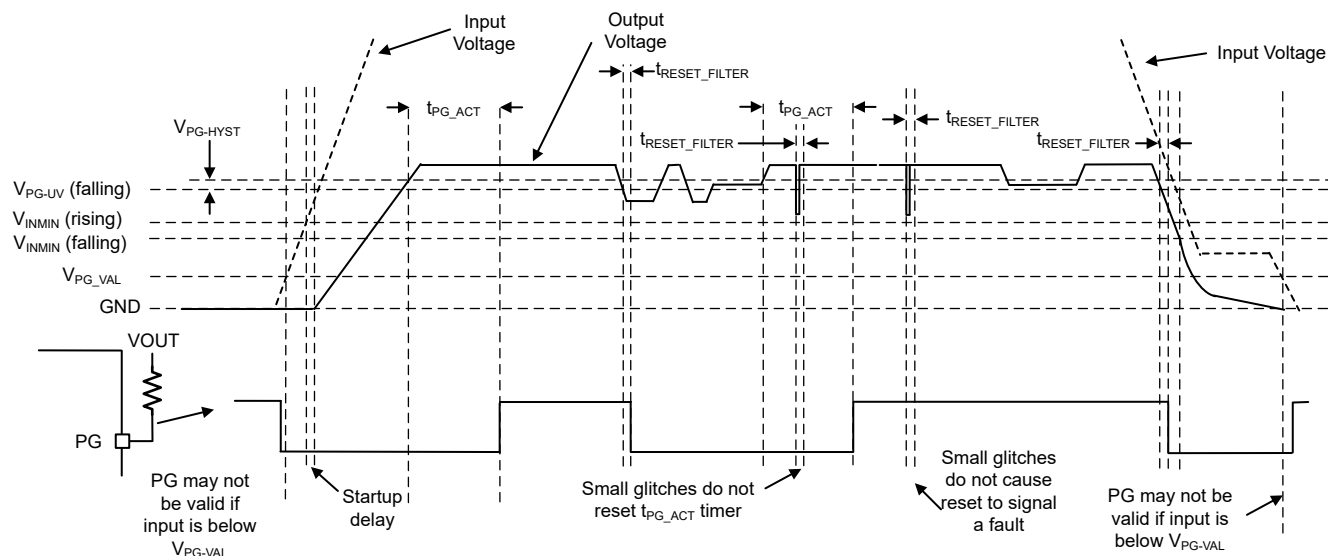 Input
Voltage
Output
Voltage
Input Voltage
tRESET_FILTER
tPG_ACT
tPG_ACT
tRESET_FILTER
tRESET_FILTER
tRESET_FILTER
VPG-HYST
VPG-UV (falling)
VINMIN (rising)
VINMIN (falling)
VPG_VAL
GND
VOUT
PG
PG may not
be valid if
input is below
VPG-VAL
Startup
delay
Small glitches do not
reset tPG_ACT timer
Small glitches
do not cause
reset to signal
a fault
PG may not be
valid if input is
below VPG-VAL